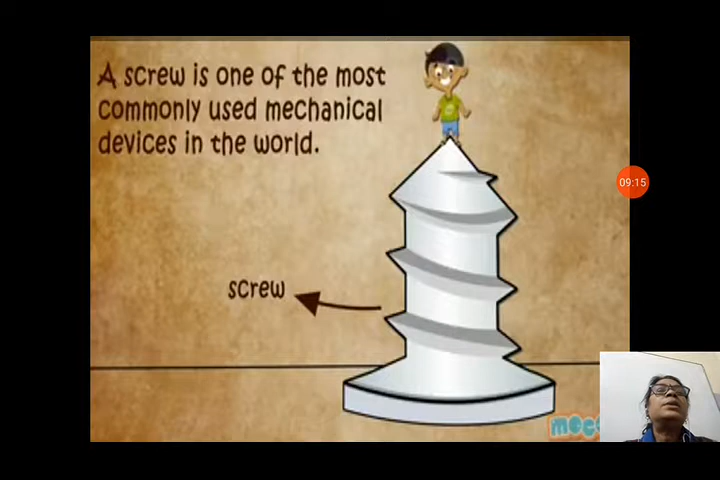 A screw is one of the most
commonly used mechanical
devices in the world.
09:15
screw